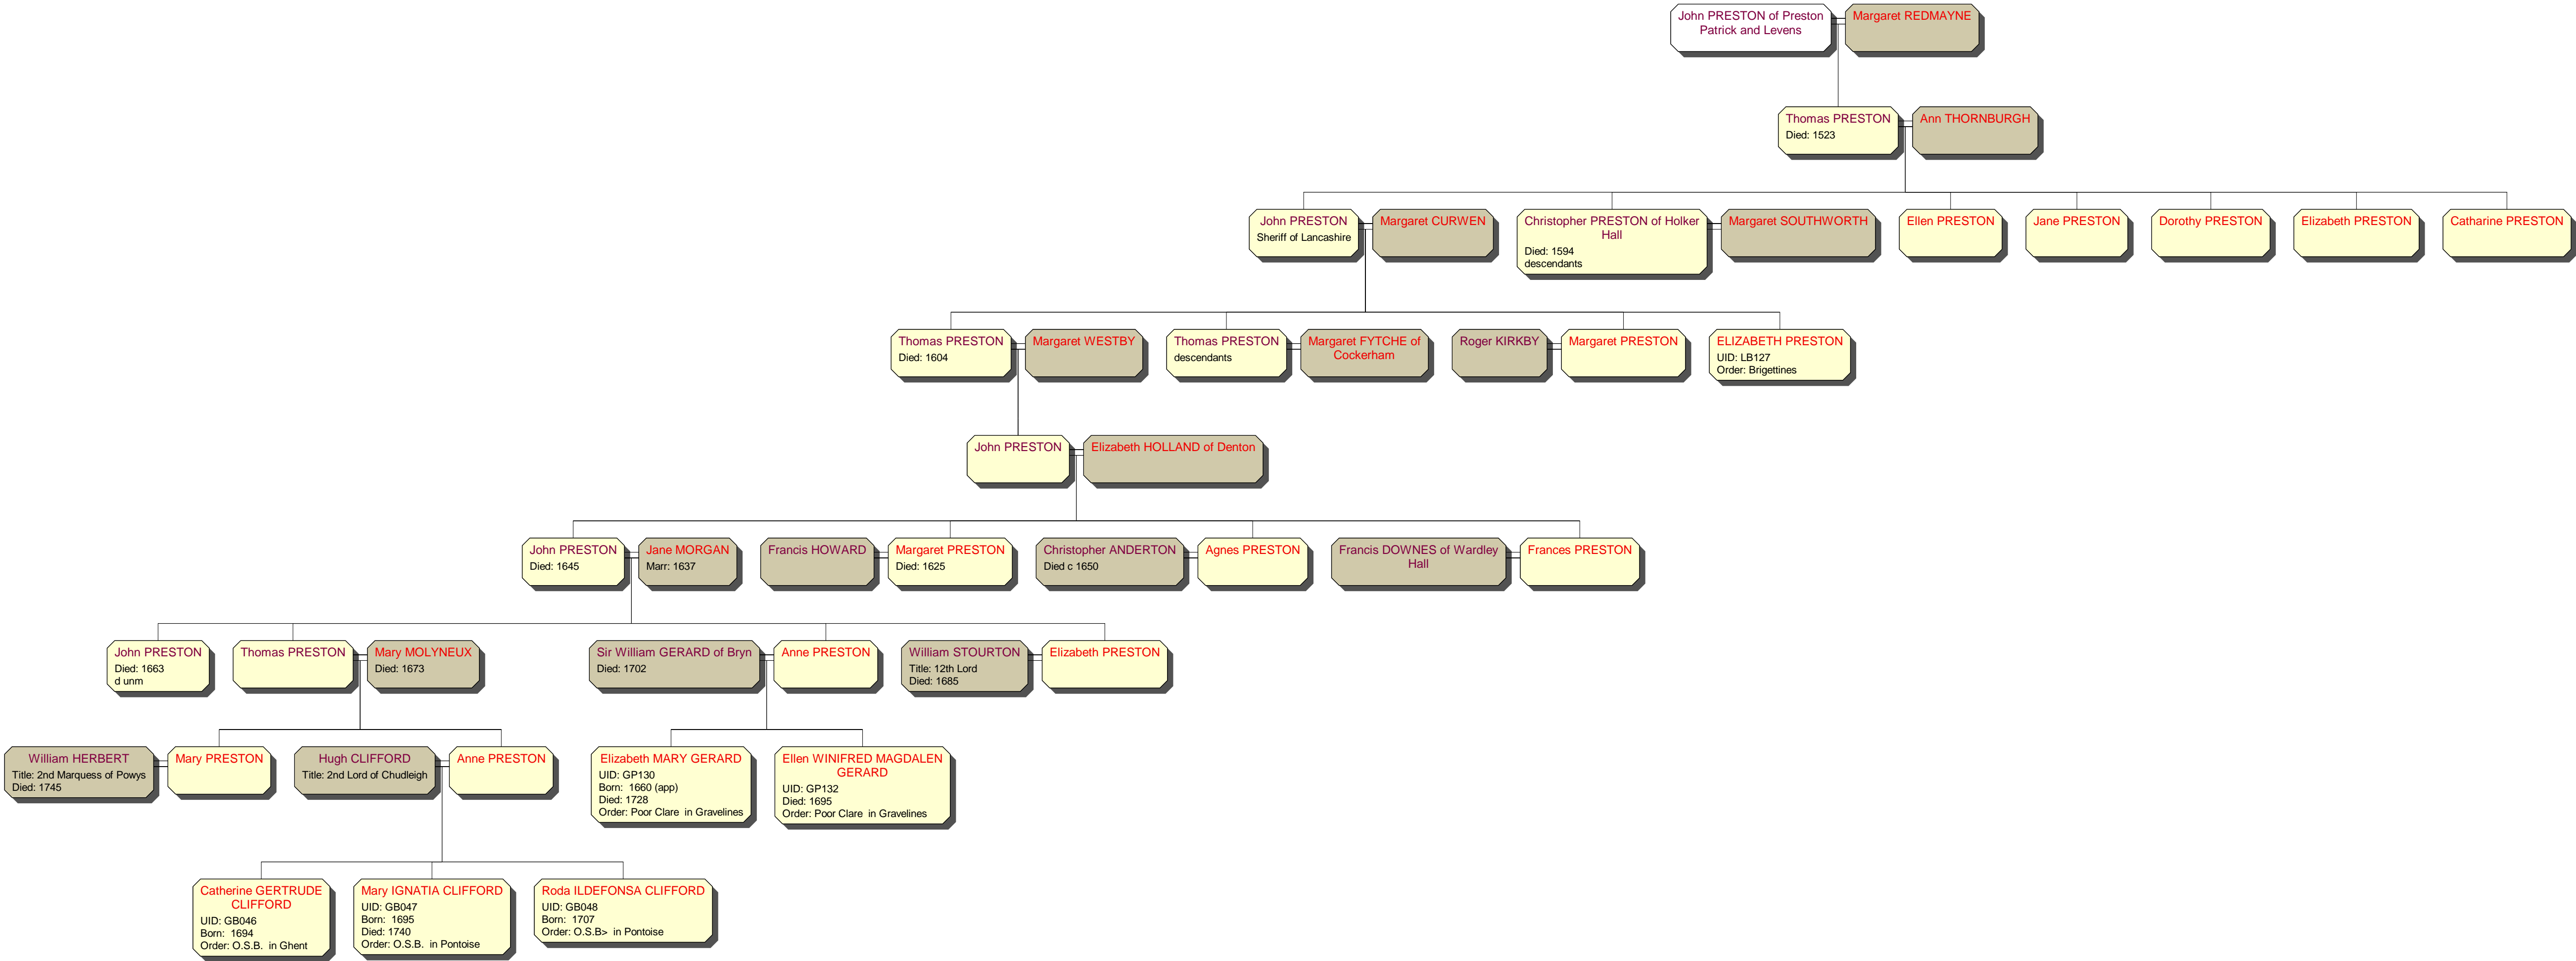 John PRESTON of Preston
Patrick and Levens
Margaret REDMAYNE
Thomas PRESTON
Died: 1523
Ann THORNBURGH
John PRESTON
Sheriff of Lancashire
Margaret CURWEN
Christopher PRESTON of Holker
Hall
Died: 1594
descendants
Margaret SOUTHWORTH
Ellen PRESTON
Jane PRESTON
Dorothy PRESTON
Elizabeth PRESTON
Catharine PRESTON
Thomas PRESTON
Died: 1604
Margaret WESTBY
Thomas PRESTON
descendants
Margaret FYTCHE of
Cockerham
Roger KIRKBY
Margaret PRESTON
ELIZABETH PRESTON
UID: LB127
Order: Brigettines
John PRESTON
Elizabeth HOLLAND of Denton
John PRESTON
Died: 1645
Jane MORGAN
Marr: 1637
Francis HOWARD
Margaret PRESTON
Died: 1625
Christopher ANDERTON
Died c 1650
Agnes PRESTON
Francis DOWNES of Wardley
Hall
Frances PRESTON
John PRESTON
Died: 1663
d unm
Thomas PRESTON
Mary MOLYNEUX
Died: 1673
Sir William GERARD of Bryn
Died: 1702
Anne PRESTON
William STOURTON
Title: 12th Lord
Died: 1685
Elizabeth PRESTON
William HERBERT
Title: 2nd Marquess of Powys
Died: 1745
Mary PRESTON
Hugh CLIFFORD
Title: 2nd Lord of Chudleigh
Anne PRESTON
Elizabeth MARY GERARD
UID: GP130
Born:  1660 (app)
Died: 1728
Order: Poor Clare  in Gravelines
Ellen WINIFRED MAGDALEN
GERARD
UID: GP132
Died: 1695
Order: Poor Clare  in Gravelines
Catherine GERTRUDE
CLIFFORD
UID: GB046
Born:  1694
Order: O.S.B.  in Ghent
Mary IGNATIA CLIFFORD
UID: GB047
Born:  1695
Died: 1740
Order: O.S.B.  in Pontoise
Roda ILDEFONSA CLIFFORD
UID: GB048
Born:  1707
Order: O.S.B>  in Pontoise